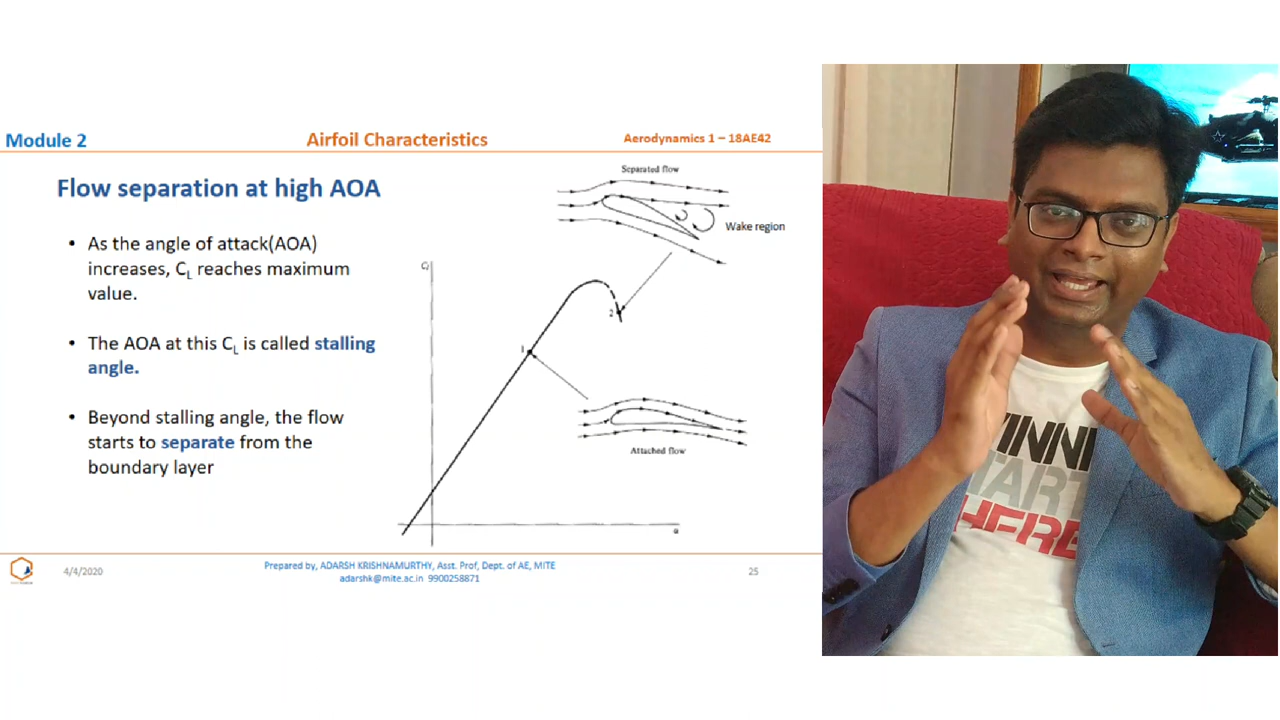 Module 2
Airfoil Characteristics
Aerodynamics 1 – 18AE42
Flow separation at high AOA
• As the angle of attack(AOA)
increases, CL reaches maximum
value.
• The AOA at this CL is called stalling
angle.
• Beyond stalling angle, the flow
starts to separate from the
boundary layer
Separated flow
Wake region
2
1
Attached flow
4/4/2020
Prepared by, ADARSH KRISHNAMURTHY, Asst. Prof, Dept. of AE, MITE
adarshk@mite.ac.in 9900258871
25
START
HERE